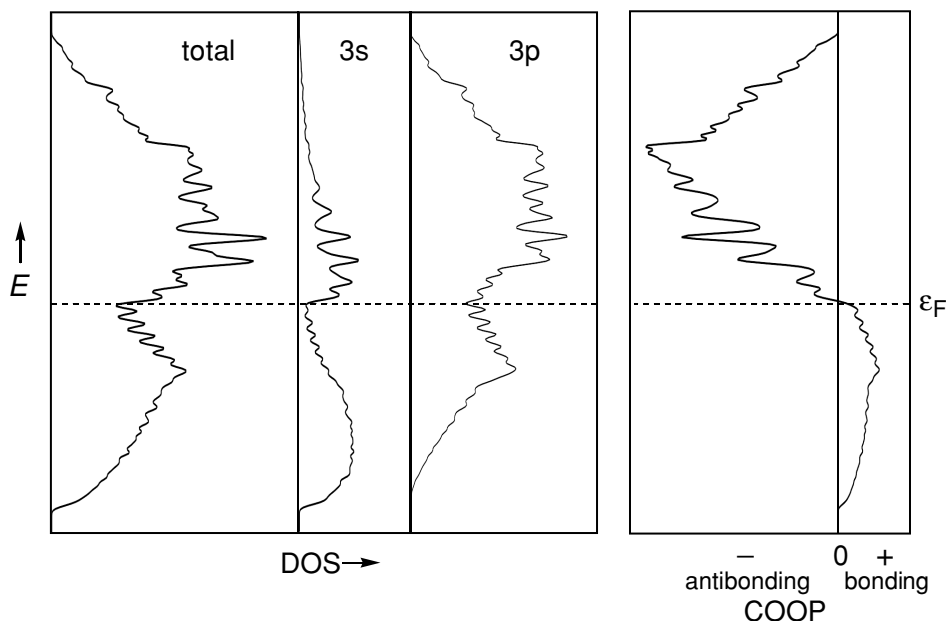 total 3s 3p
E
εF
DOS
− 0 +
antibonding bonding
COOP